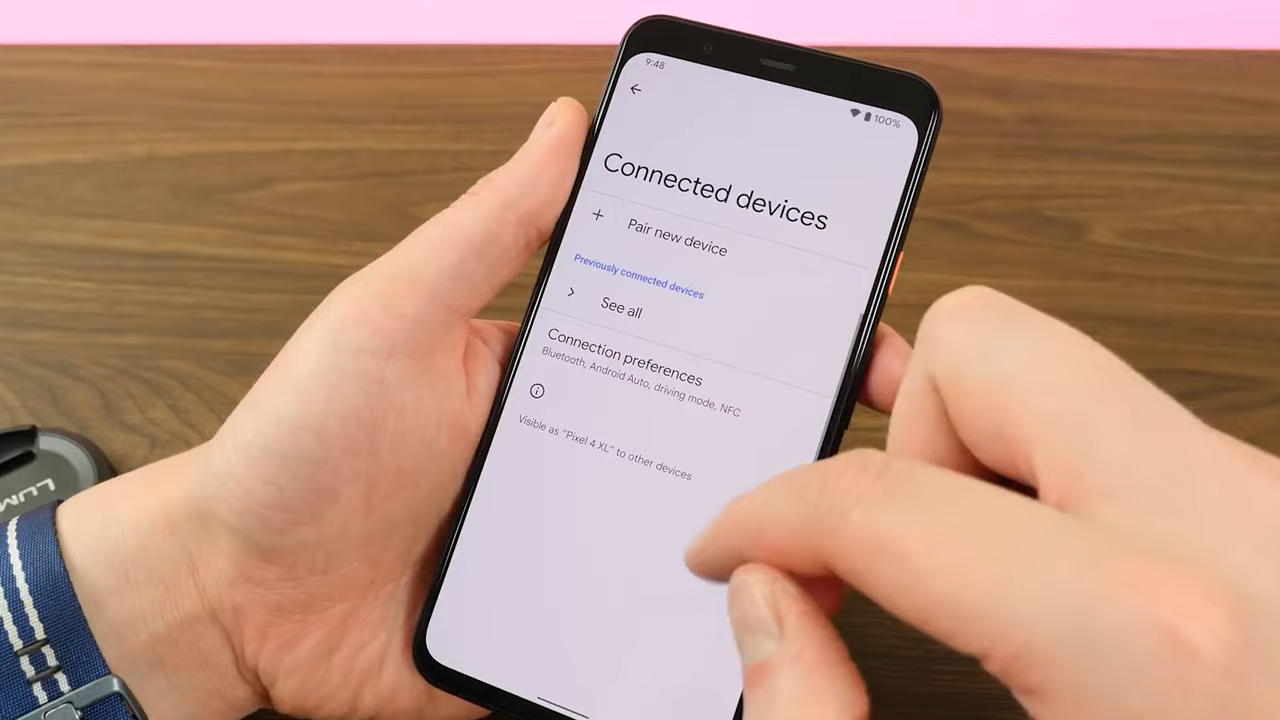 9:48
100%
Connected devices
Pair new device
Previously connected devices
See all
Connection preferences
Bluetooth, Android Auto, driving mode, NFC
Visible as "Pixel 4 XL" to other devices
LUM